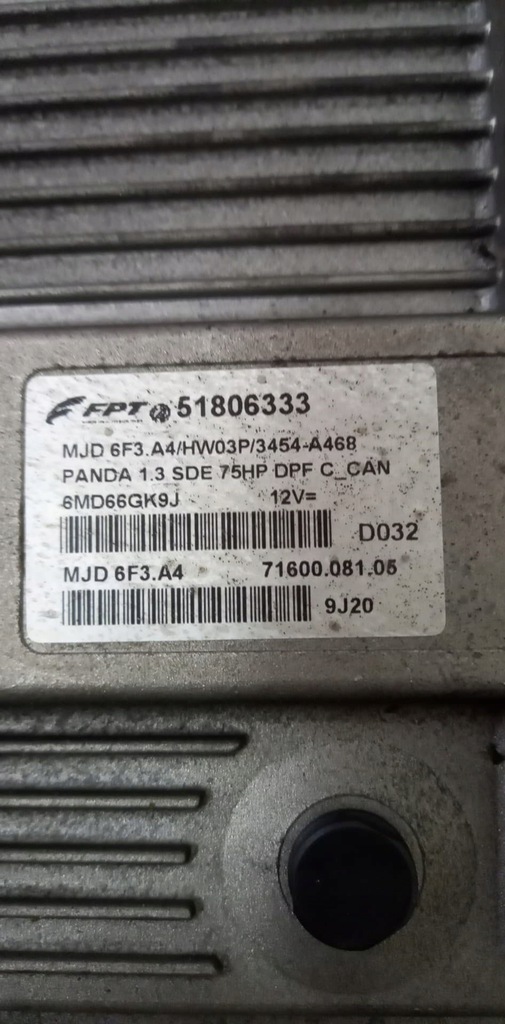 FPT 51806333
MJD 6F3.A4/HW03P/3454-A468
PANDA 1.3 SDE 75HP DPF C_CAN
6MD66GK9J 12V=
D032
MJD 6F3.A4 71600.081.05
9J20